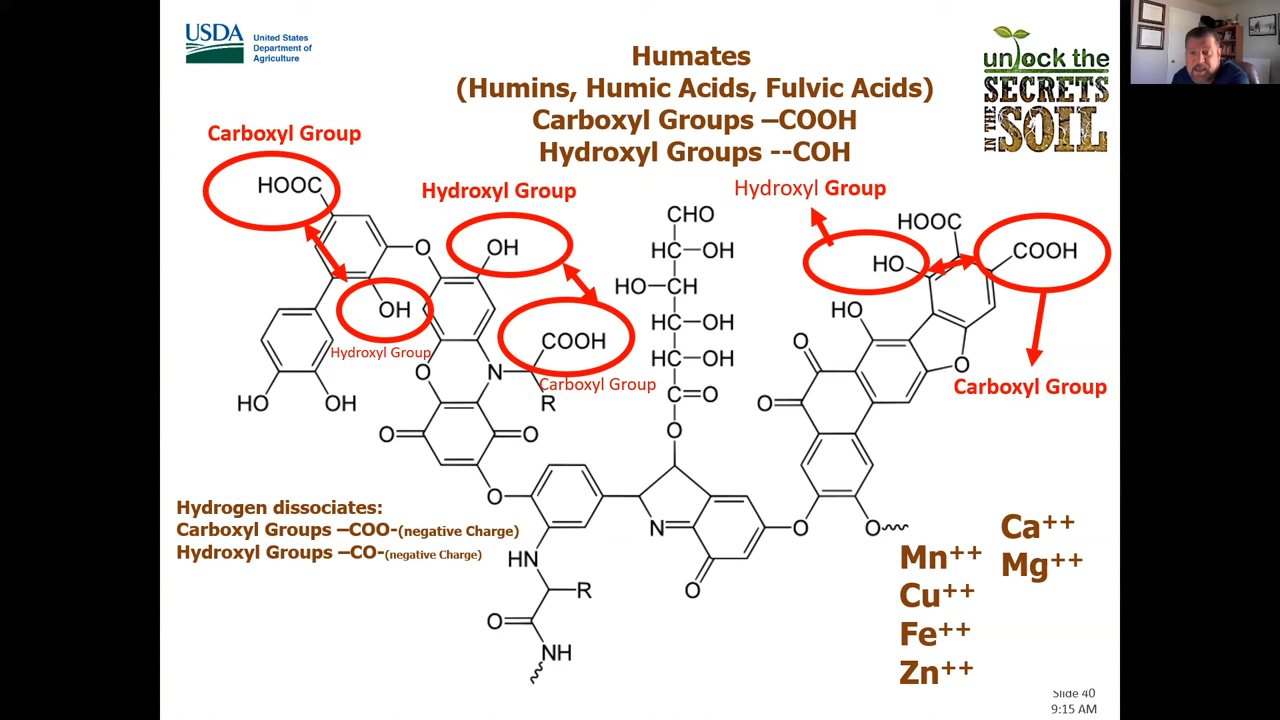 USDA
United States
Department of
Agriculture
Humates
(Humins, Humic Acids, Fulvic Acids)
Carboxyl Groups –COOH
Hydroxyl Groups --COH
unlock the
SECRETS
IN THE
SOIL
Carboxyl Group
HOOC
Hydroxyl Group
OH
O
OH
Hydroxyl Group
HO
OH
COOH
Carboxyl Group
O
N
R
O
O
O
CHO
H–C–OH
HO–CH
H–C–OH
H–C–OH
C=O
O
Hydroxyl Group
HO
HOOC
COOH
Carboxyl Group
HO
O
O
O
N
O
O
O
HN
R
O
NH
Hydrogen dissociates:
Carboxyl Groups –COO-(negative Charge)
Hydroxyl Groups –CO-(negative Charge)
Ca++
Mg++
Mn++
Cu++
Fe++
Zn++
Slide 40
9:15 AM